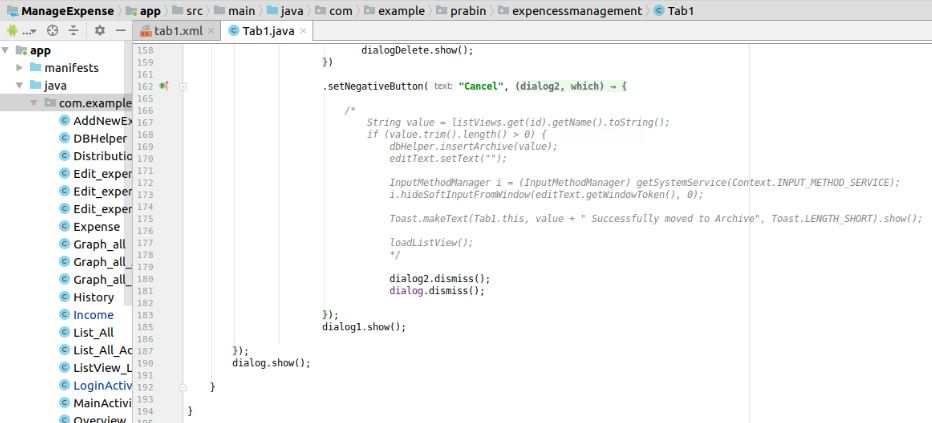 ManageExpense app src main java com example prabin expencessmanagement Tab1
... tab1.xml Tab1.java
app
manifests
java
com.example
AddNewEx
DBHelper
Distributio
Edit_exper
Edit_exper
Edit_exper
Expense
Graph_all
Graph_all_
Graph_all_
History
Income
List_All
List_All_Ac
ListView_L
LoginActiv
MainActivi
Overview
158 dialogDelete.show();
159 })
161
162 .setNegativeButton( text: "Cancel", (dialog2, which) → {
165
166 /*
167 String value = listViews.get(id).getName().toString();
168 if (value.trim().length() > 0) {
169 dbHelper.insertArchive(value);
170 editText.setText("");
171
172 InputMethodManager i = (InputMethodManager) getSystemService(Context.INPUT_METHOD_SERVICE);
173 i.hideSoftInputFromWindow(editText.getWindowToken(), 0);
174
175 Toast.makeText(Tab1.this, value + " Successfully moved to Archive", Toast.LENGTH_SHORT).show();
176
177 loadListView();
178 */
179
180 dialog2.dismiss();
181 dialog.dismiss();
182
183 });
185 dialog1.show();
186
187 });
190 dialog.show();
191
192 }
193
194 }